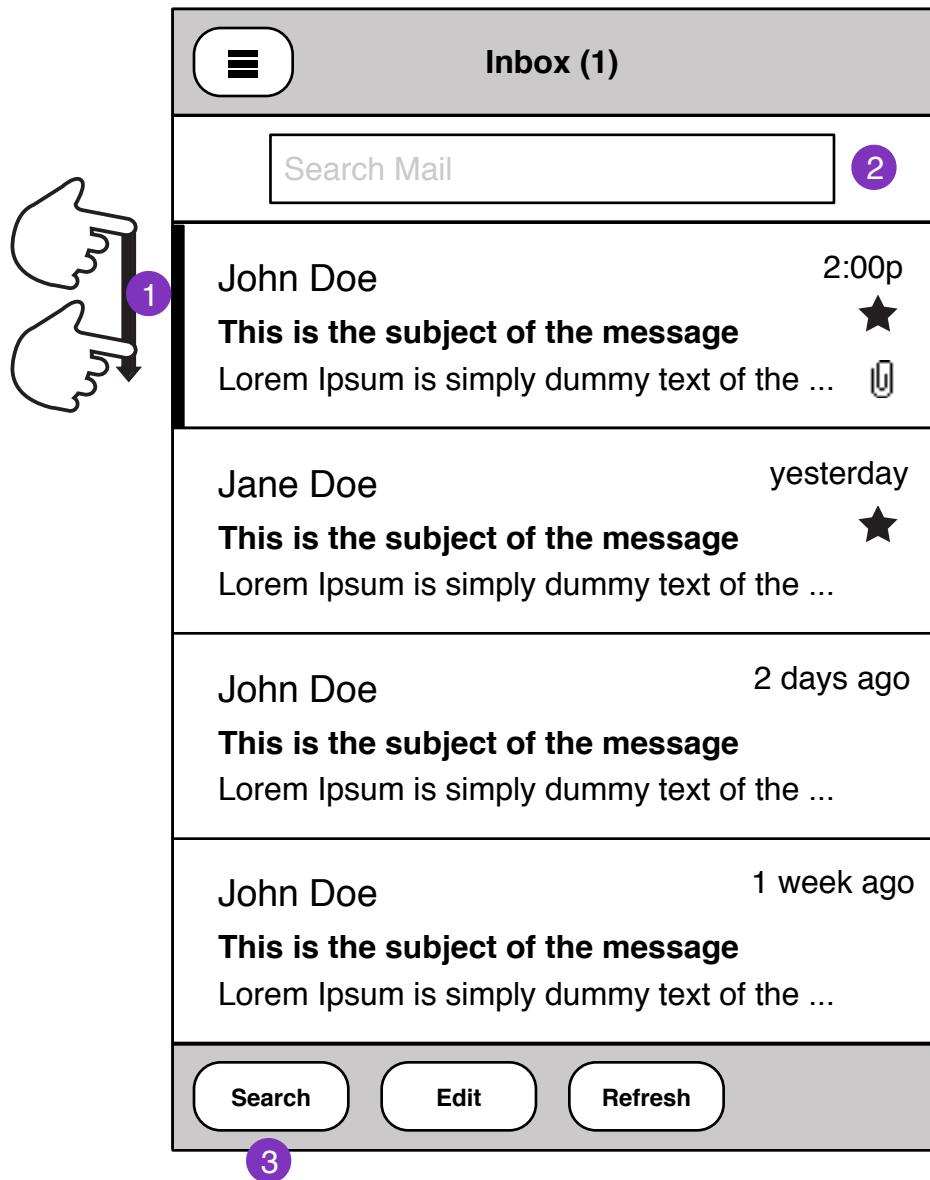 Inbox (1)
Search Mail
2
1
John Doe
2:00p
This is the subject of the message
Lorem Ipsum is simply dummy text of the ...
Jane Doe
yesterday
This is the subject of the message
Lorem Ipsum is simply dummy text of the ...
John Doe
2 days ago
This is the subject of the message
Lorem Ipsum is simply dummy text of the ...
John Doe
1 week ago
This is the subject of the message
Lorem Ipsum is simply dummy text of the ...
Search
Edit
Refresh
3